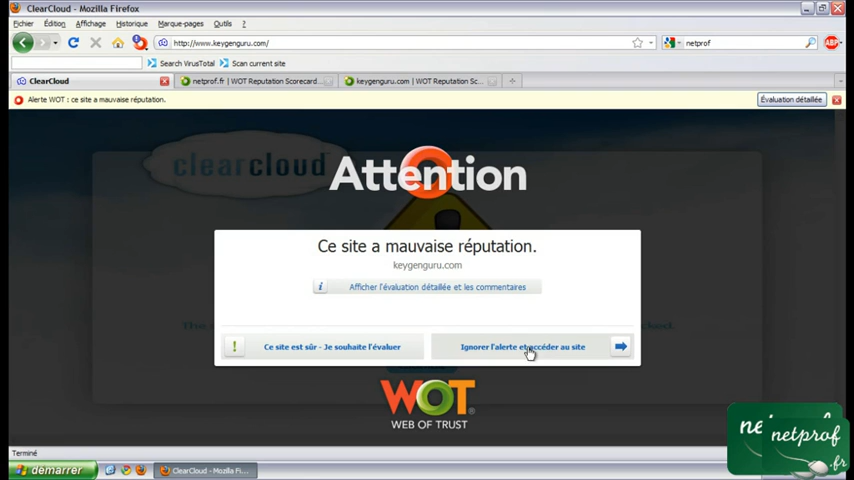 ClearCloud - Mozilla Firefox
Fichier Édition Affichage Historique Marque-pages Outils ?
http://www.keygenguru.com/
netprof
ABP
Search VirusTotal Scan current site
ClearCloud
netprof.fr | WOT Reputation Scorecard...
keygenguru.com | WOT Reputation Sc...
Alerte WOT : ce site a mauvaise réputation.
Évaluation détaillée
clearcloud
Attention
Ce site a mauvaise réputation.
keygenguru.com
i Afficher l'évaluation détaillée et les commentaires
! Ce site est sûr - Je souhaite l'évaluer
Ignorer l'alerte et accéder au site
WOT
WEB OF TRUST
Terminé
démarrer
ClearCloud - Mozilla Fi...
netprof
.fr